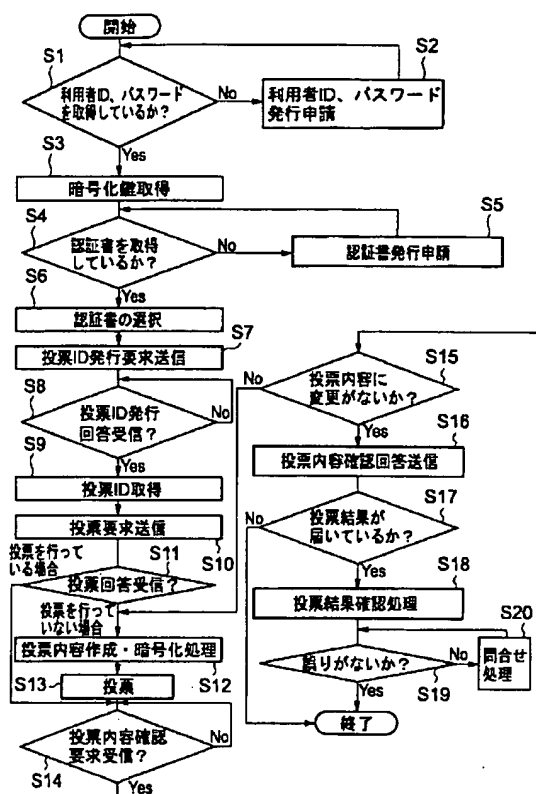 開始
S1
利用者ID、パスワード
を取得しているか?
No
S2
利用者ID、パスワード
発行申請
Yes
S3
暗号化鍵取得
S4
認証書を取得
しているか?
No
S5
認証書発行申請
Yes
S6
認証書の選択
S7
投票ID発行要求送信
S8
投票ID発行
回答受信?
No
Yes
S9
投票ID取得
投票要求送信
S10
投票を行って
いる場合
S11
投票回答受信?
投票を行って
いない場合
投票内容作成・暗号化処理
S12
S13
投票
投票内容確認
要求受信?
No
S14
Yes
S15
No
投票内容に
変更がないか?
Yes
S16
投票内容確認回答送信
S17
No
投票結果が
届いているか?
Yes
S18
投票結果確認処理
S20
誤りがないか?
No
問合せ
処理
S19
Yes
終了